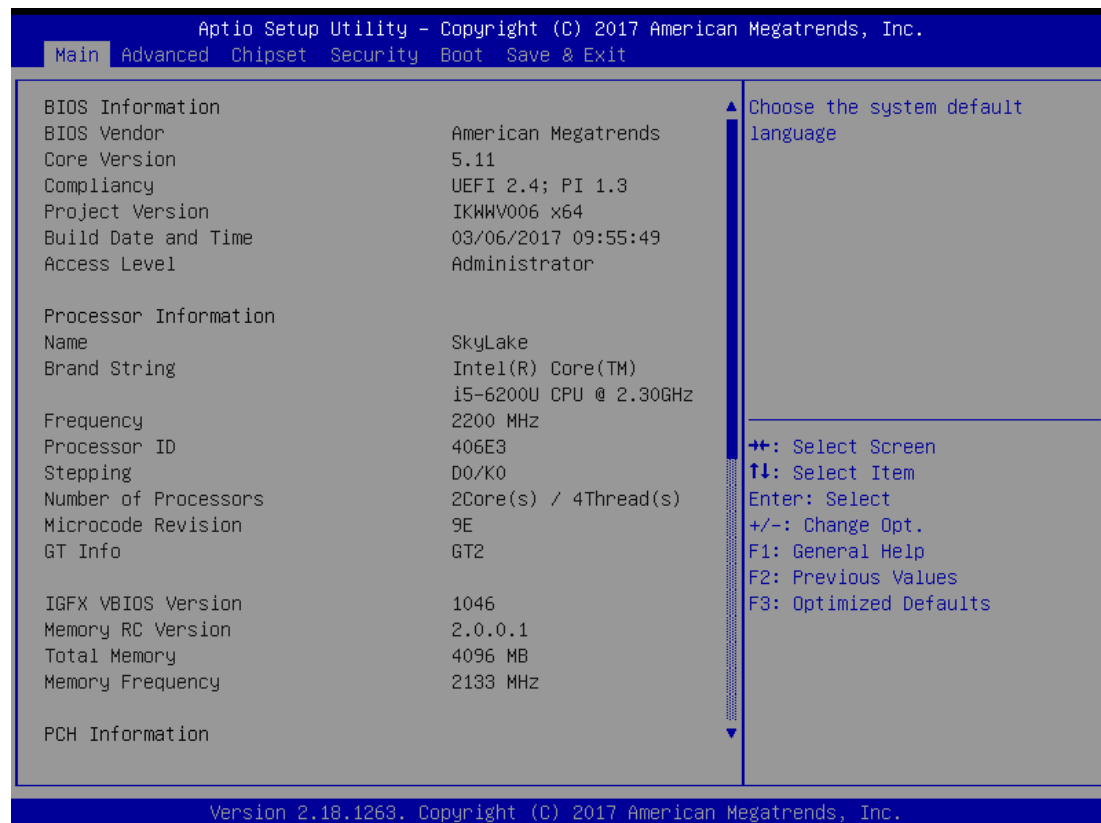 Aptio Setup Utility – Copyright (C) 2017 American Megatrends, Inc.
Main Advanced Chipset Security Boot Save & Exit
BIOS Information
BIOS Vendor American Megatrends
Core Version 5.11
Compliancy UEFI 2.4; PI 1.3
Project Version IKWWV006 x64
Build Date and Time 03/06/2017 09:55:49
Access Level Administrator
Processor Information
Name SkyLake
Brand String Intel(R) Core(TM)
i5-6200U CPU @ 2.30GHz
Frequency 2200 MHz
Processor ID 406E3
Stepping D0/K0
Number of Processors 2Core(s) / 4Thread(s)
Microcode Revision 9E
GT Info GT2
IGFX VBIOS Version 1046
Memory RC Version 2.0.0.1
Total Memory 4096 MB
Memory Frequency 2133 MHz
PCH Information
Choose the system default
language
→←: Select Screen
↑↓: Select Item
Enter: Select
+/-: Change Opt.
F1: General Help
F2: Previous Values
F3: Optimized Defaults
Version 2.18.1263. Copyright (C) 2017 American Megatrends, Inc.